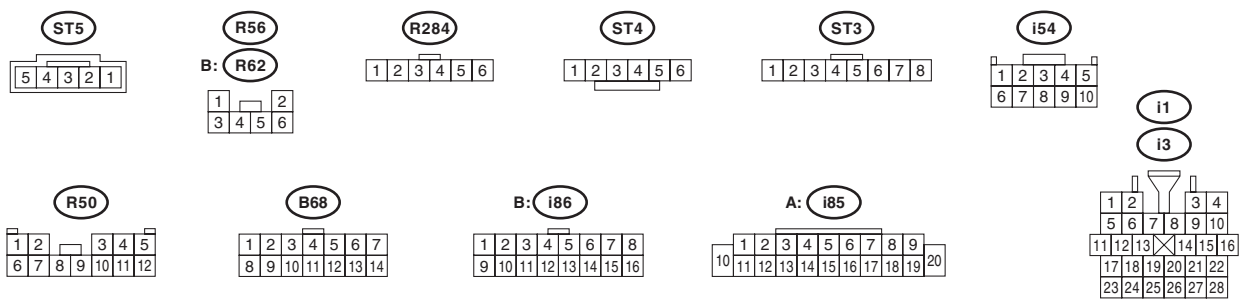 ST5
5 4 3 2 1
R56
B: R62
1 2
3 4 5 6
R284
1 2 3 4 5 6
ST4
1 2 3 4 5 6
ST3
1 2 3 4 5 6 7 8
i54
1 2 3 4 5
6 7 8 9 10
i1
i3
1 2 3 4
5 6 7 8 9 10
11 12 13 14 15 16
17 18 19 20 21 22
23 24 25 26 27 28
R50
1 2 3 4 5
6 7 8 9 10 11 12
B68
1 2 3 4 5 6 7
8 9 10 11 12 13 14
B: i86
1 2 3 4 5 6 7 8
9 10 11 12 13 14 15 16
A: i85
1 2 3 4 5 6 7 8 9
10 11 12 13 14 15 16 17 18 19 20